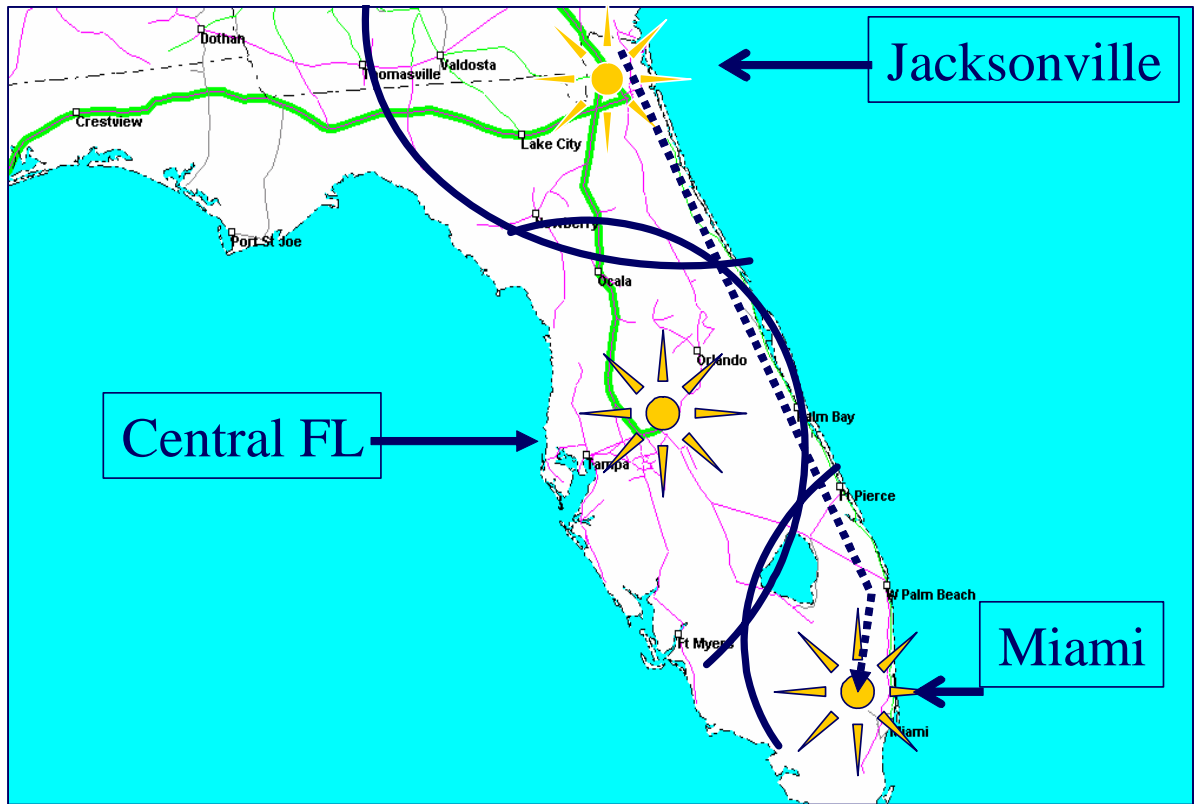 Jacksonville
Dothan
Valdosta
Thomasville
Crestview
Lake City
Newberry
Port St Joe
Ocala
Orlando
Palm Bay
Central FL
Tampa
Ft Pierce
W Palm Beach
Ft Myers
Miami
Miami